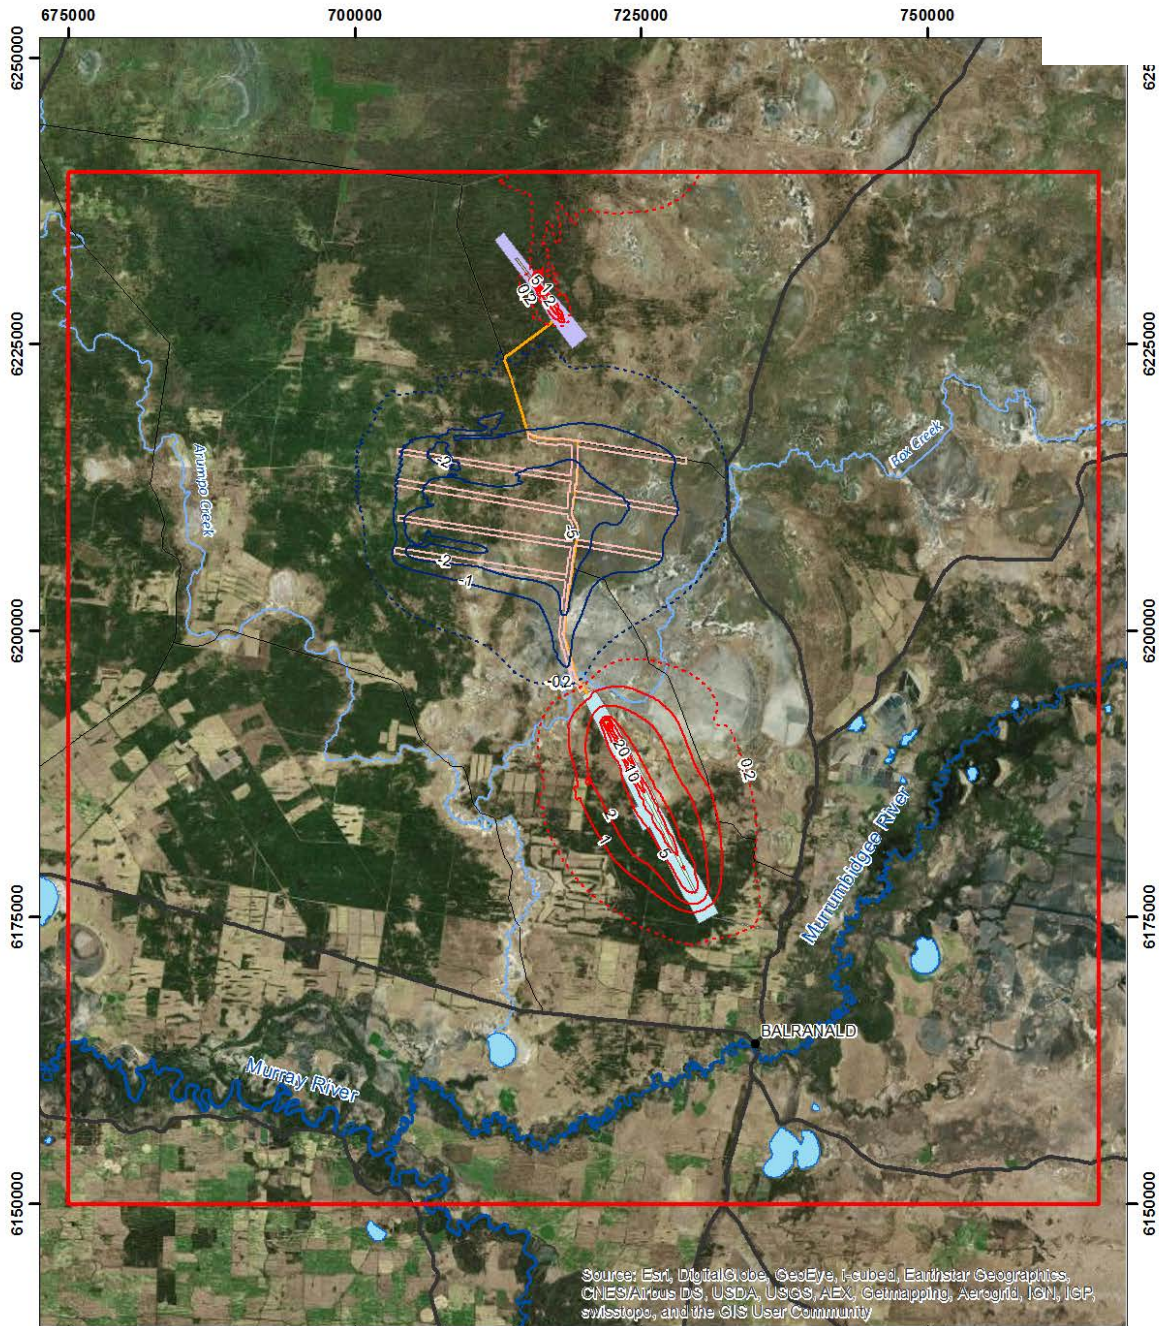 675000 700000 725000 750000
6250000
625
6225000
6225000
5
1
2
0.2
Box Creek
Arumpo Creek
-2
-5
-2
-1
6200000
6200000
-0.2
20
10
0.2
2
1
5
Murrumbidgee River
6175000
6175000
BALRANALD
Murray River
6150000
6150000
Source: Esri, DigitalGlobe, GeoEye, i-cubed, Earthstar Geographics,
CNES/Airbus DS, USDA, USGS, AEX, Getmapping, Aerogrid, IGN, IGP,
swisstopo, and the GIS User Community